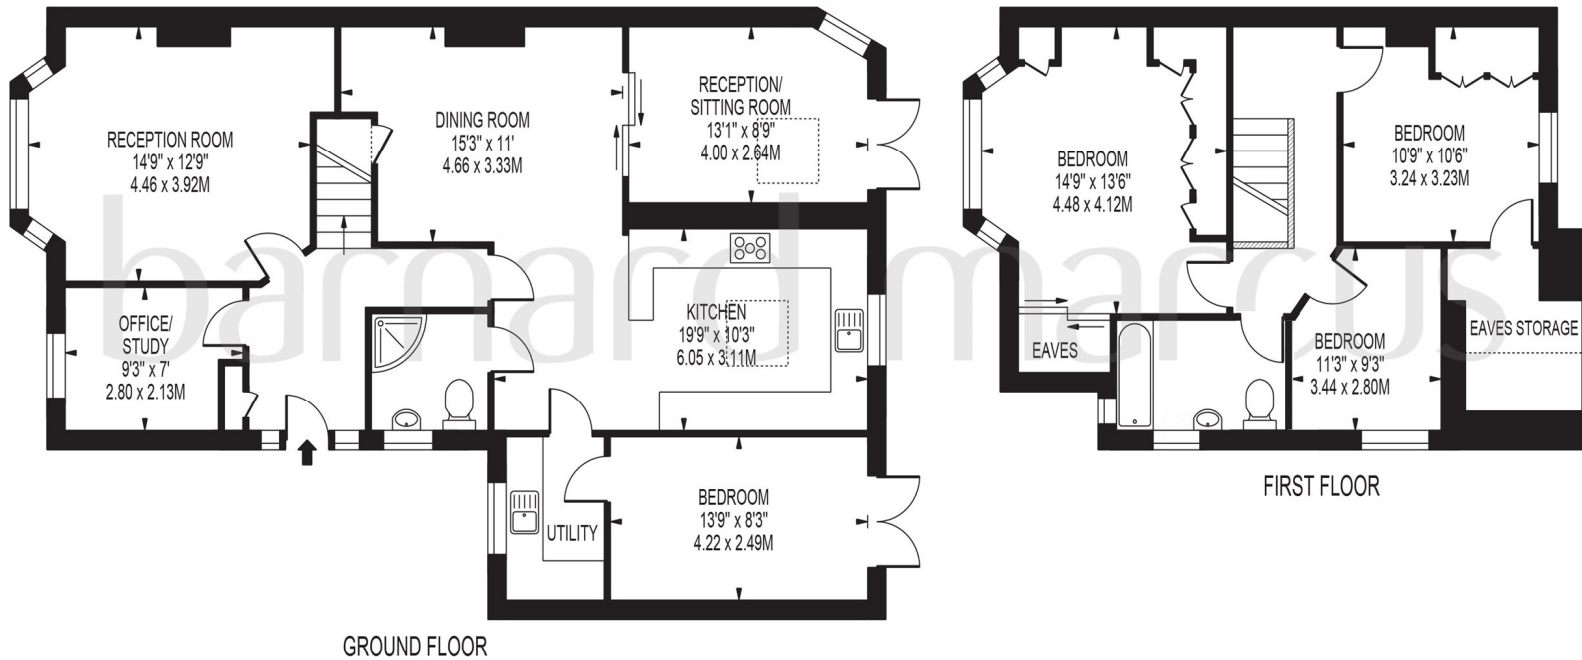 RECEPTION ROOM
14'9" x 12'9"
4.46 x 3.92M
DINING ROOM
15'3" x 11'
4.66 x 3.33M
RECEPTION/
SITTING ROOM
13'1" x 8'9"
4.00 x 2.64M
OFFICE/
STUDY
9'3" x 7'
2.80 x 2.13M
KITCHEN
19'9" x 10'3"
6.05 x 3.11M
UTILITY
BEDROOM
13'9" x 8'3"
4.22 x 2.49M
GROUND FLOOR
BEDROOM
14'9" x 13'6"
4.48 x 4.12M
BEDROOM
10'9" x 10'6"
3.24 x 3.23M
EAVES
BEDROOM
11'3" x 9'3"
3.44 x 2.80M
EAVES STORAGE
FIRST FLOOR
barnard marcus